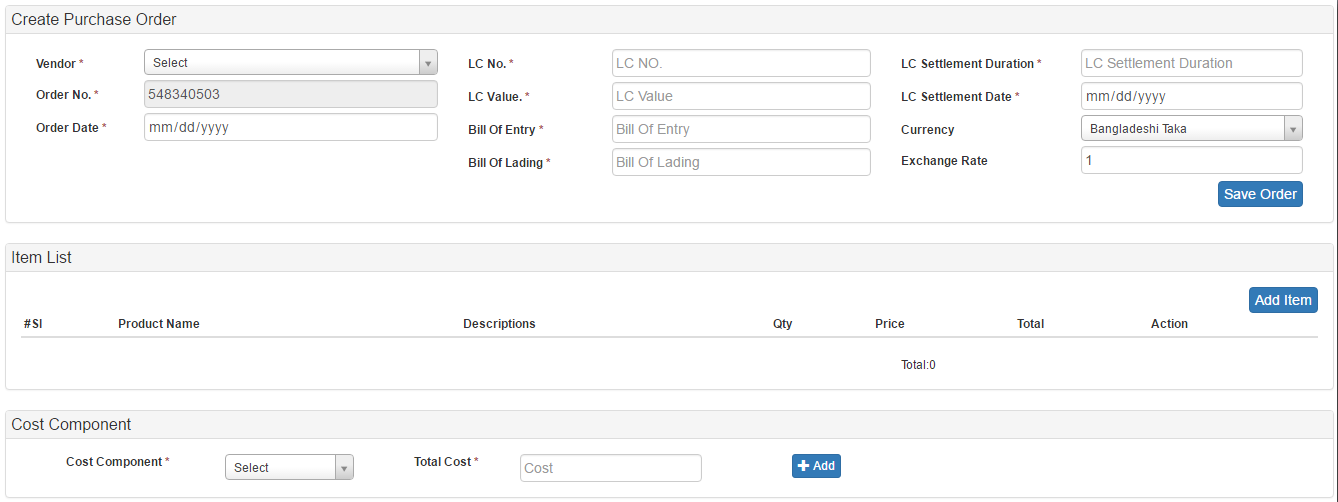 Create Purchase Order
Vendor * Select
Order No. * 548340503
Order Date * mm/dd/yyyy
LC No. * LC NO.
LC Value. * LC Value
Bill Of Entry * Bill Of Entry
Bill Of Lading * Bill Of Lading
LC Settlement Duration * LC Settlement Duration
LC Settlement Date * mm/dd/yyyy
Currency Bangladeshi Taka
Exchange Rate 1
Save Order
Item List
Add Item
#Sl Product Name Descriptions Qty Price Total Action
Total:0
Cost Component
Cost Component * Select Total Cost * Cost + Add